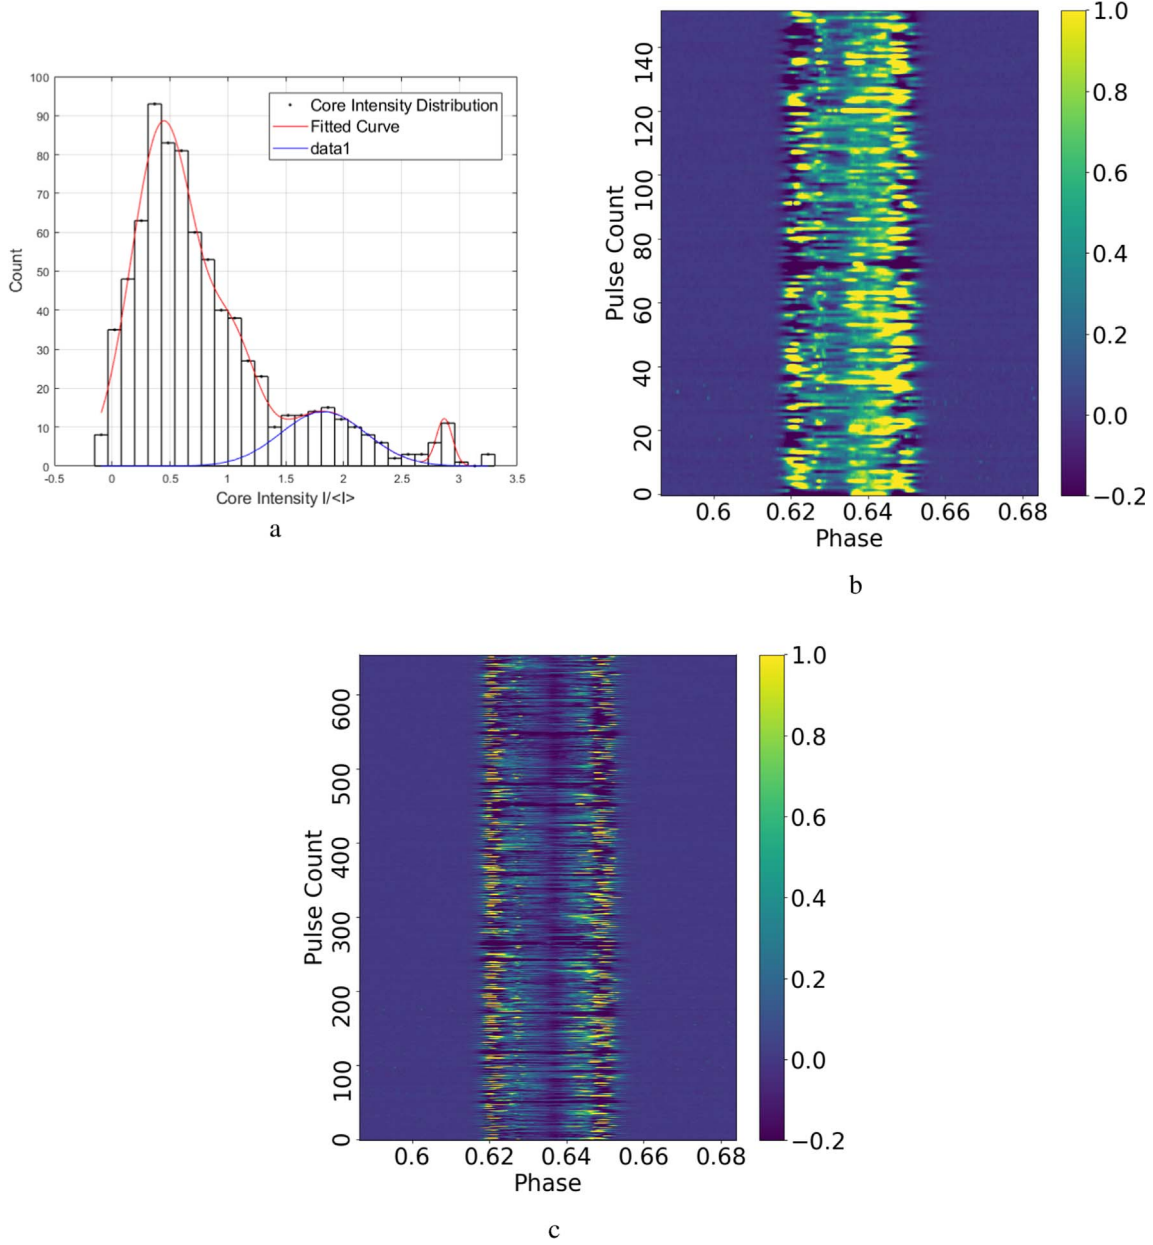 100
90
80
70
60
50
40
30
20
10
0
Count
-0.5 0 0.5 1 1.5 2 2.5 3 3.5
Core Intensity I/<I>
Core Intensity Distribution
Fitted Curve
data1
a
140
120
100
80
60
40
20
0
Pulse Count
0.6 0.62 0.64 0.66 0.68
Phase
1.0
0.8
0.6
0.4
0.2
0.0
−0.2
b
600
500
400
300
200
100
0
Pulse Count
0.6 0.62 0.64 0.66 0.68
Phase
1.0
0.8
0.6
0.4
0.2
0.0
−0.2
c